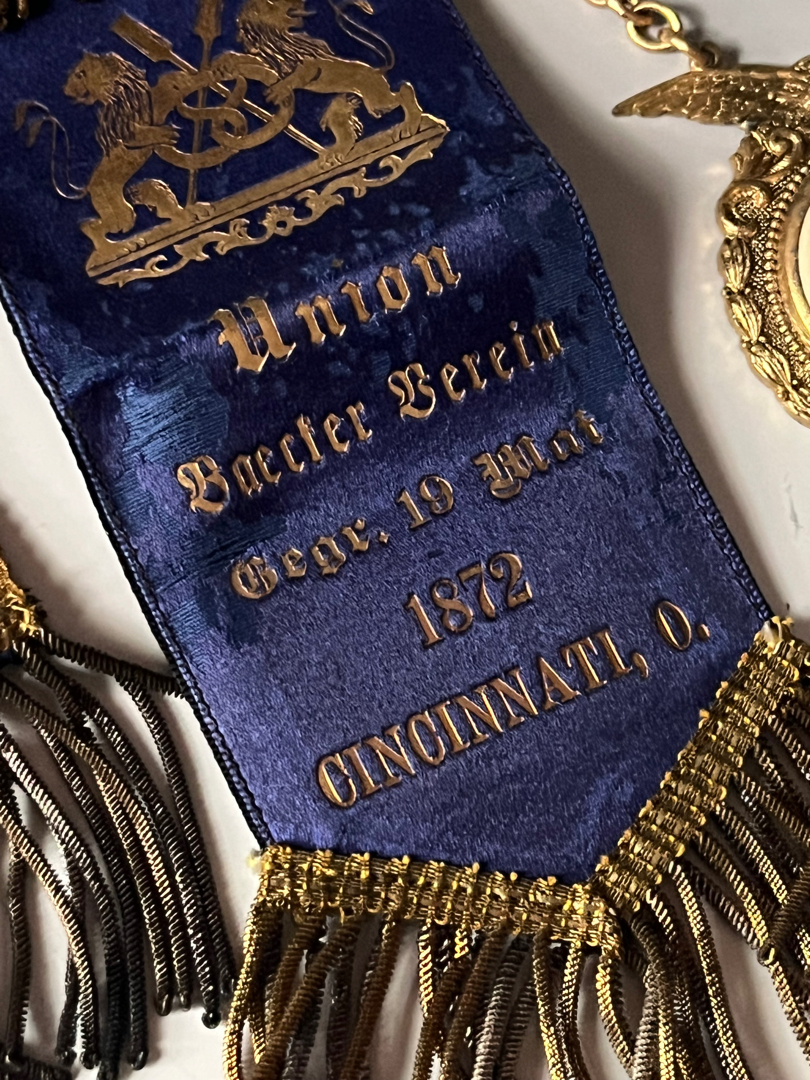 Union
Baecker Verein
Gegr. 19 Mai
1872
CINCINNATI, O.